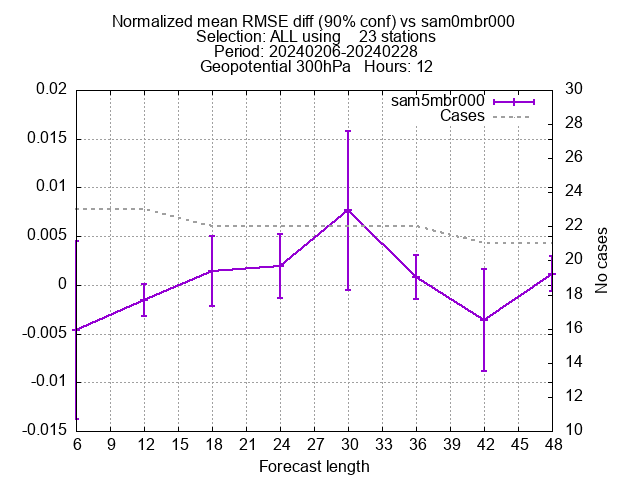 Normalized mean RMSE diff (90% conf) vs sam0mbr000
Selection: ALL using    23 stations
Period: 20240206-20240228
Geopotential 300hPa   Hours: 12
0.02
0.015
0.01
0.005
0
-0.005
-0.01
-0.015
30
28
26
24
22
20
18
16
14
12
10
sam5mbr000
Cases
No cases
6 9 12 15 18 21 24 27 30 33 36 39 42 45 48
Forecast length